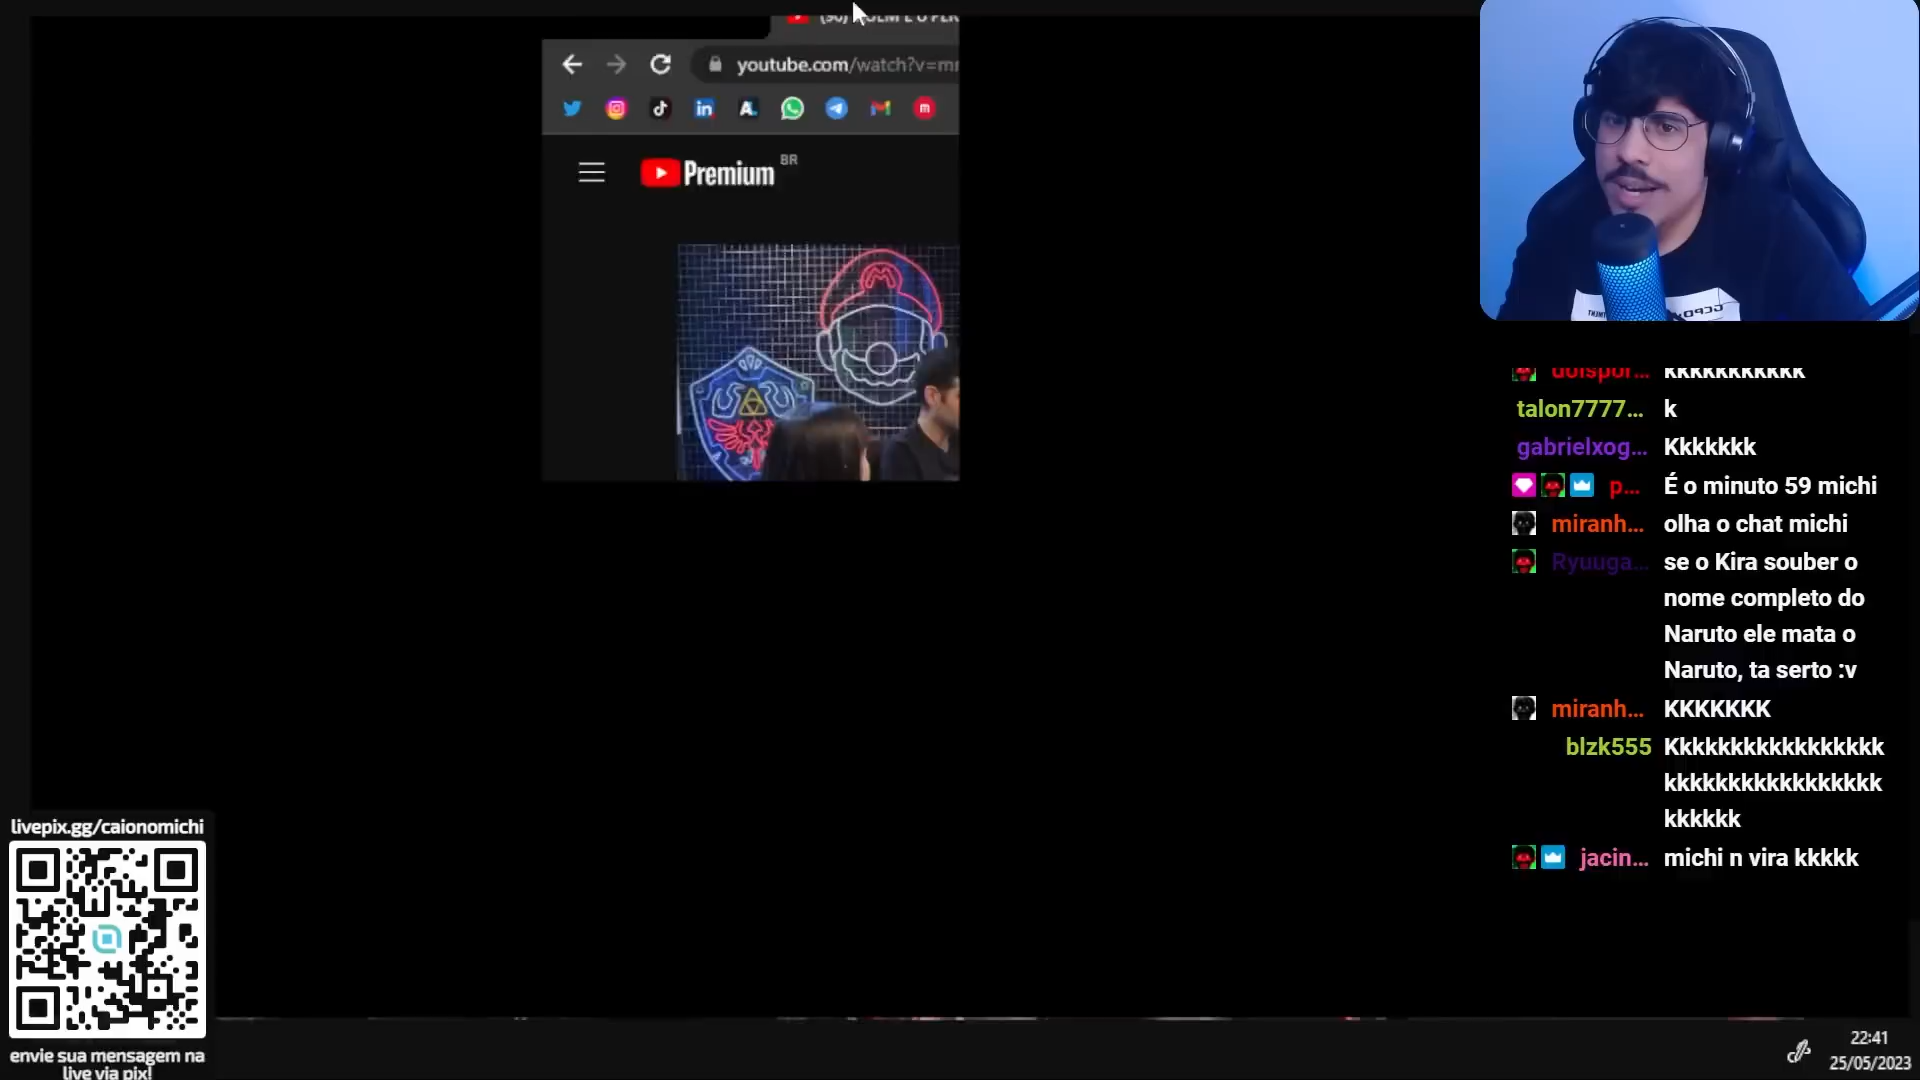 youtube.com/watch?v=m
Premium BR
kkkkkkkkkkk
talon7777... k
gabrielxog... Kkkkkkk
p... É o minuto 59 michi
miranh... olha o chat michi
Ryuuga... se o Kira souber o
nome completo do
Naruto ele mata o
Naruto, ta serto :v
miranh... KKKKKKK
blzk555 Kkkkkkkkkkkkkkkkk
kkkkkkkkkkkkkkkkk
kkkkkk
jacin... michi n vira kkkkk
livepix.gg/caionomichi
envie sua mensagem na
live via pix!
22:41
25/05/2023